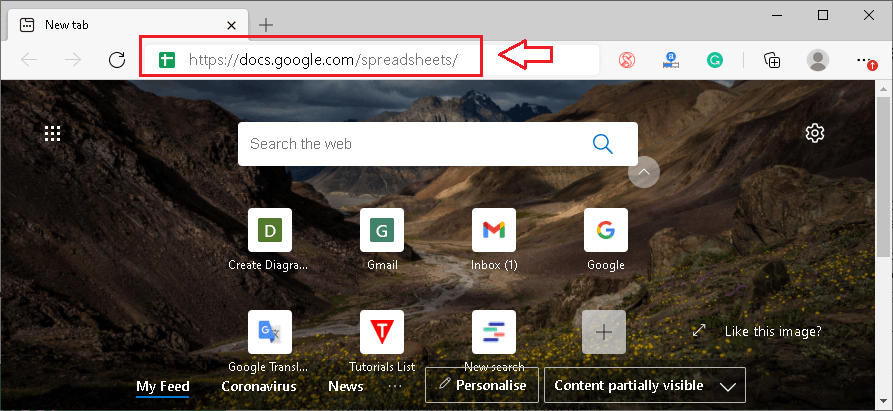 New tab
https://docs.google.com/spreadsheets/
Search the web
D
G
Create Diagra...
Gmail
Inbox (1)
Google
T
Google Transl...
Tutorials List
New search
Like this image?
My Feed
Coronavirus
News
...
Personalise
Content partially visible